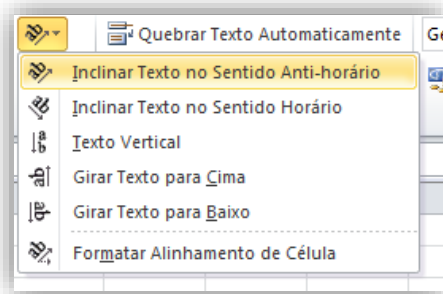 Quebrar Texto Automaticamente
Inclinar Texto no Sentido Anti-horário
Inclinar Texto no Sentido Horário
Texto Vertical
Girar Texto para Cima
Girar Texto para Baixo
Formatar Alinhamento de Célula